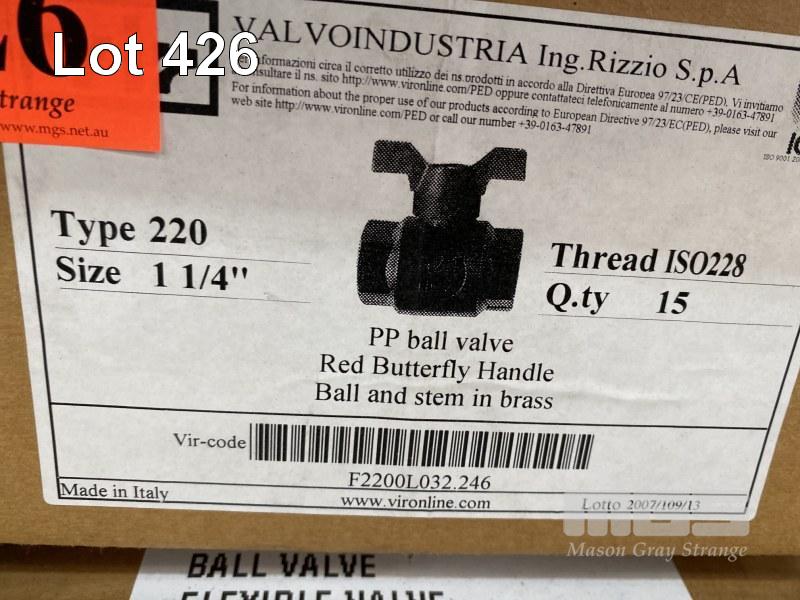 Lot 426
26
trange
www.mgs.net.au
VALVOINDUSTRIA Ing.Rizzio S.p.A
informazioni circa il corretto utilizzo dei ns.prodotti in accordo alla Direttiva Europea 97/23/CE(PED). Vi invitiamo
consultare il ns. sito http://www.vironline.com/PED oppure contattateci telefonicamente al numero +39-0163-47891
For information about the proper use of our products according to European Directive 97/23/EC(PED), please visit our
web site http://www.vironline.com/PED or call our number +39-0163-47891
ISO 9001
Type 220
Size 1 1/4"
Thread ISO228
Q.ty 15
PP ball valve
Red Butterfly Handle
Ball and stem in brass
Vir-code
F2200L032.246
Made in Italy
www.vironline.com
Lotto 2007/109/13
mgs
Mason Gray Strange
BALL VALVE
FLEXIBLE VALVE